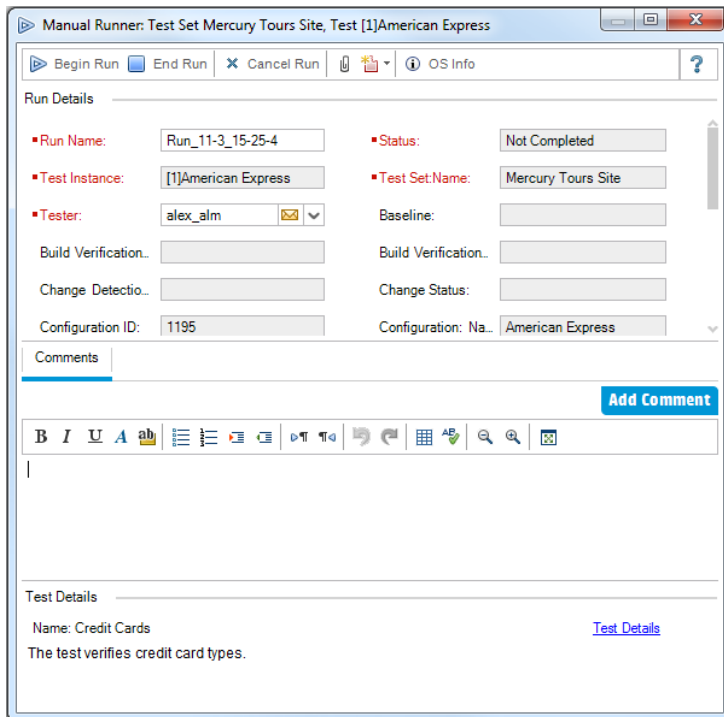 Manual Runner: Test Set Mercury Tours Site, Test [1]American Express
Begin Run End Run Cancel Run OS Info ?
Run Details
Run Name: Run_11-3_15-25-4 Status: Not Completed
Test Instance: [1]American Express Test Set:Name: Mercury Tours Site
Tester: alex_alm Baseline:
Build Verification.. Build Verification..
Change Detectio... Change Status:
Configuration ID: 1195 Configuration: Na... American Express
Comments
Add Comment
B I U A ab
Test Details
Name: Credit Cards Test Details
The test verifies credit card types.